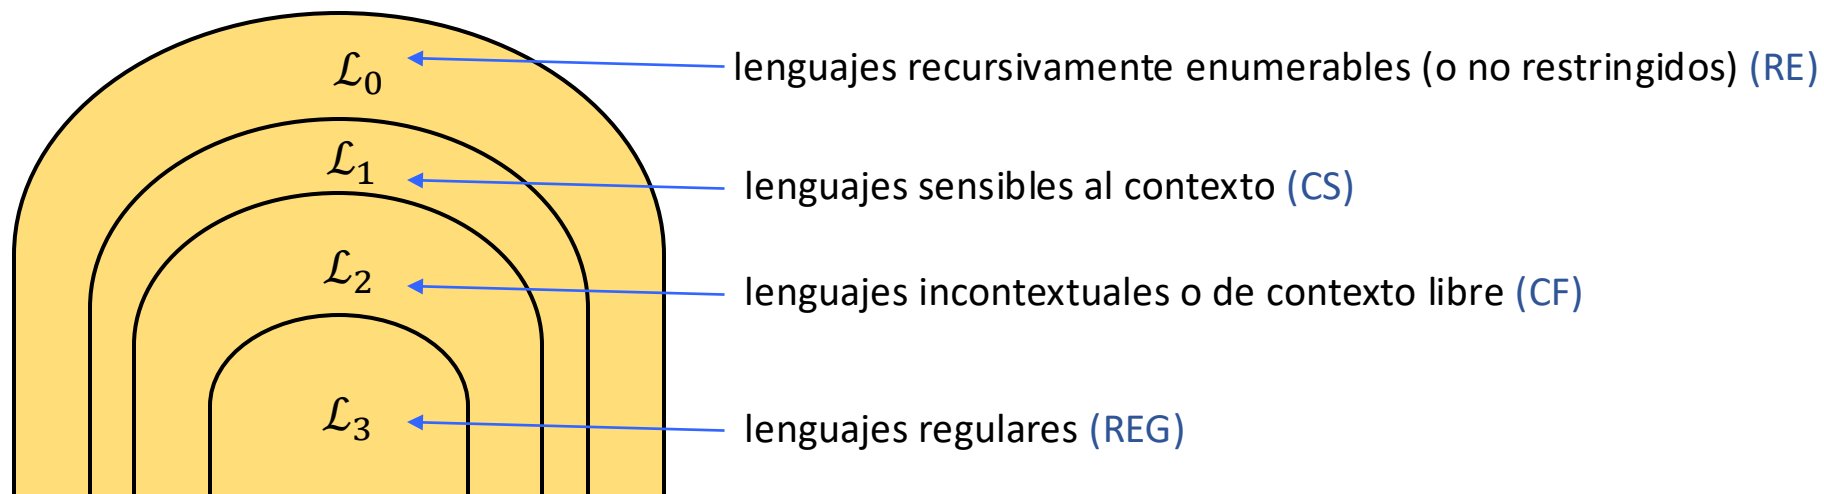 ℒ0 lenguajes recursivamente enumerables (o no restringidos) (RE)
ℒ1 lenguajes sensibles al contexto (CS)
ℒ2 lenguajes incontextuales o de contexto libre (CF)
ℒ3 lenguajes regulares (REG)